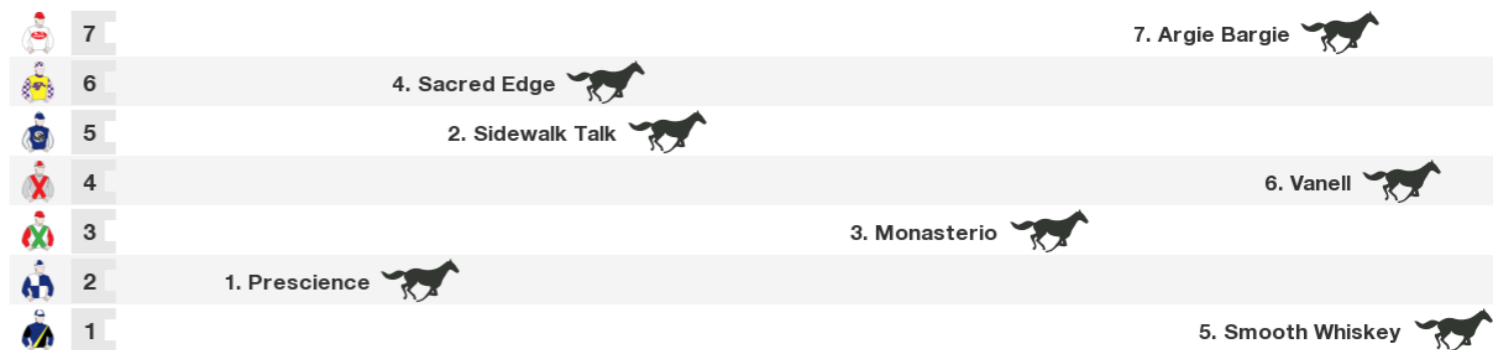 7 7. Argie Bargie
6 4. Sacred Edge
5 2. Sidewalk Talk
4 6. Vanell
3 3. Monasterio
2 1. Prescience
1 5. Smooth Whiskey